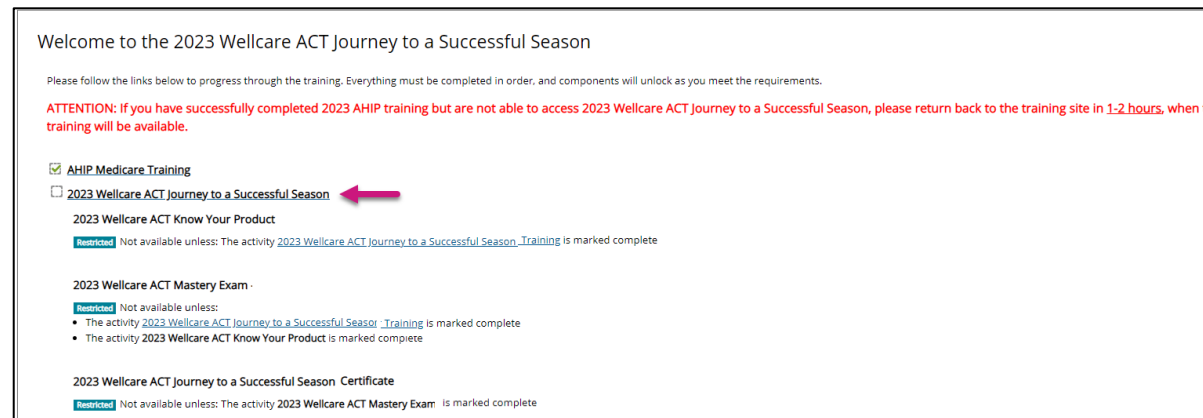 Welcome to the 2023 Wellcare ACT Journey to a Successful Season
Please follow the links below to progress through the training. Everything must be completed in order, and components will unlock as you meet the requirements.
ATTENTION: If you have successfully completed 2023 AHIP training but are not able to access 2023 Wellcare ACT Journey to a Successful Season, please return back to the training site in 1-2 hours, when
training will be available.
AHIP Medicare Training
2023 Wellcare ACT Journey to a Successful Season
2023 Wellcare ACT Know Your Product
Restricted Not available unless: The activity 2023 Wellcare ACT Journey to a Successful Season Training is marked complete
2023 Wellcare ACT Mastery Exam
Restricted Not available unless:
• The activity 2023 Wellcare ACT Journey to a Successful Season Training is marked complete
• The activity 2023 Wellcare ACT Know Your Product is marked complete
2023 Wellcare ACT Journey to a Successful Season Certificate
Restricted Not available unless: The activity 2023 Wellcare ACT Mastery Exam is marked complete